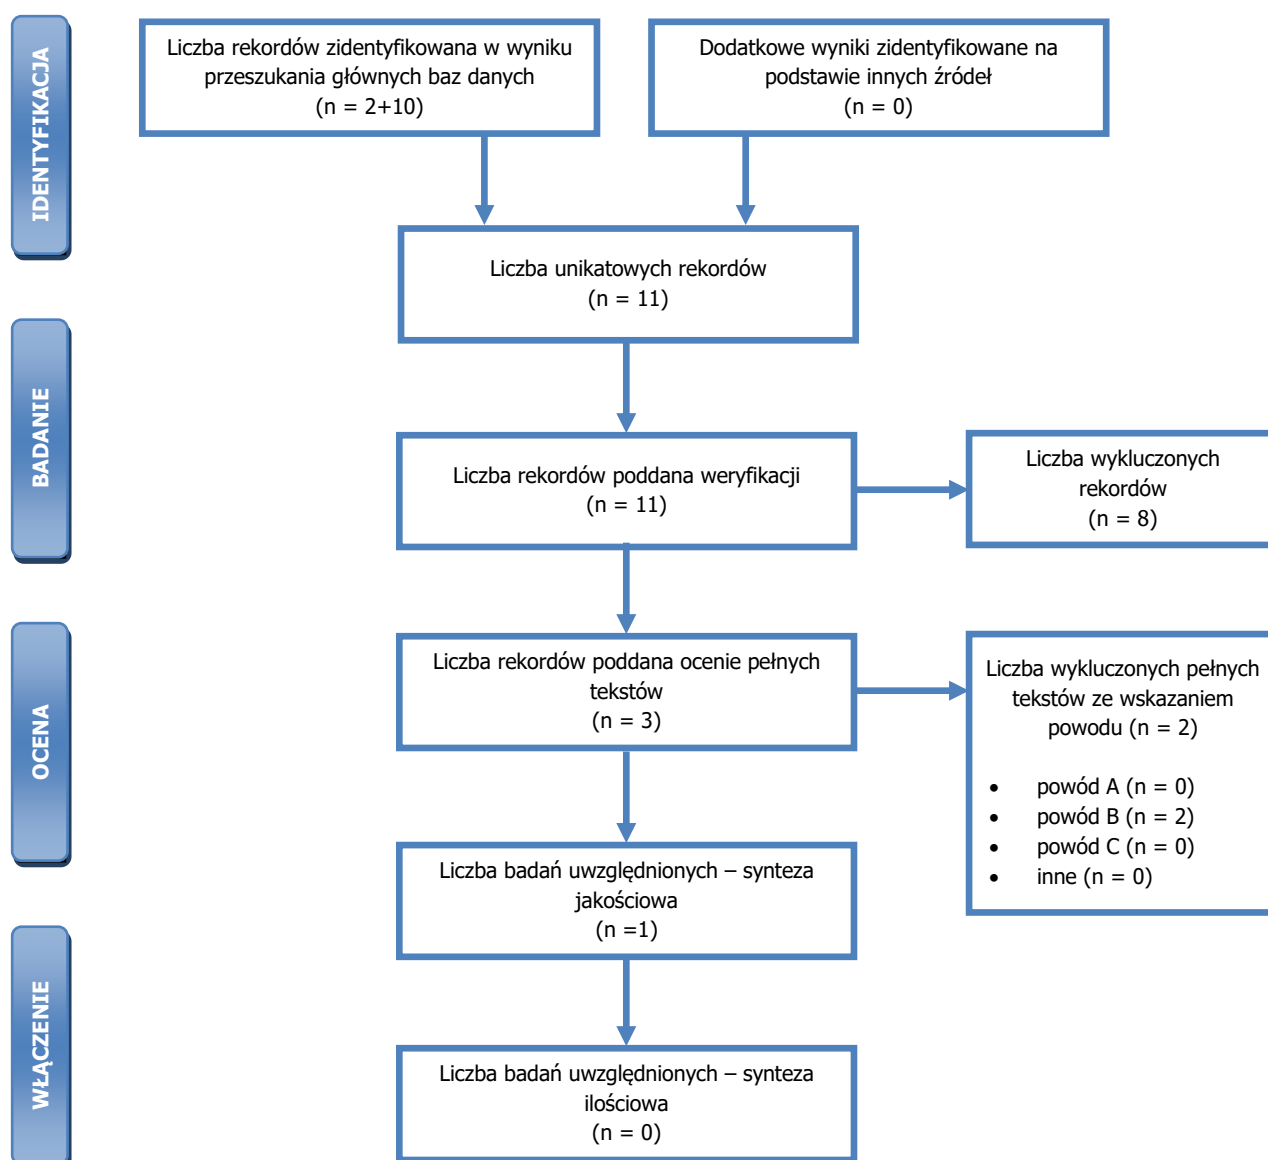 IDENTYFIKACJA
Liczba rekordów zidentyfikowana w wyniku
przeszukania głównych baz danych
(n = 2+10)
Dodatkowe wyniki zidentyfikowane na
podstawie innych źródeł
(n = 0)
Liczba unikatowych rekordów
(n = 11)
BADANIE
Liczba rekordów poddana weryfikacji
(n = 11)
Liczba wykluczonych
rekordów
(n = 8)
OCENA
Liczba rekordów poddana ocenie pełnych
tekstów
(n = 3)
Liczba wykluczonych pełnych
tekstów ze wskazaniem
powodu (n = 2)
• powód A (n = 0)
• powód B (n = 2)
• powód C (n = 0)
• inne (n = 0)
Liczba badań uwzględnionych – synteza
jakościowa
(n =1)
WŁĄCZENIE
Liczba badań uwzględnionych – synteza
ilościowa
(n = 0)